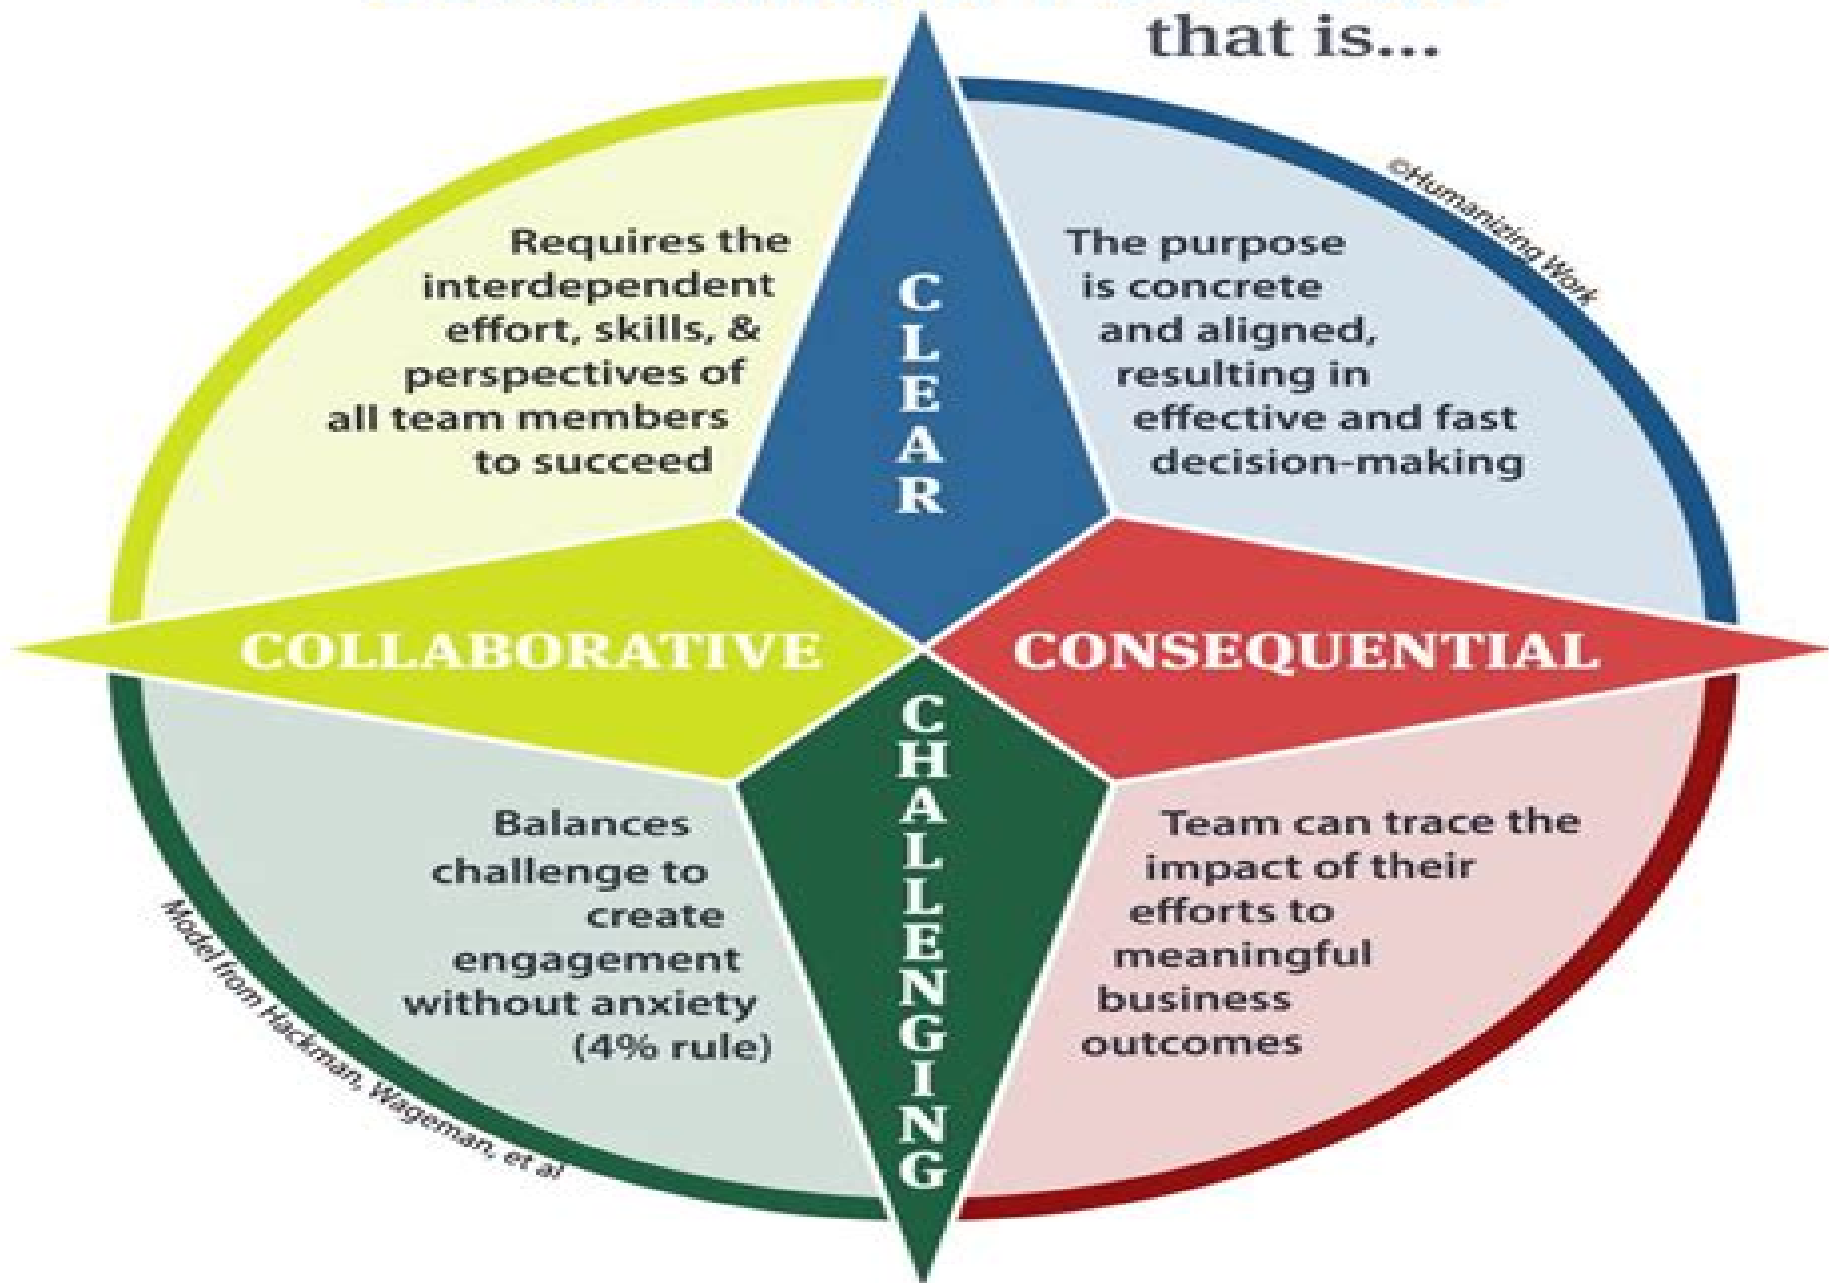 that is...
©Humanizing Work
Requires the
interdependent
effort, skills, &
perspectives of
all team members
to succeed
CLEAR
The purpose
is concrete
and aligned,
resulting in
effective and fast
decision-making
COLLABORATIVE
CONSEQUENTIAL
CHALLENGING
Balances
challenge to
create
engagement
without anxiety
(4% rule)
Team can trace the
impact of their
efforts to
meaningful
business
outcomes
Model from Hackman, Wageman, et al